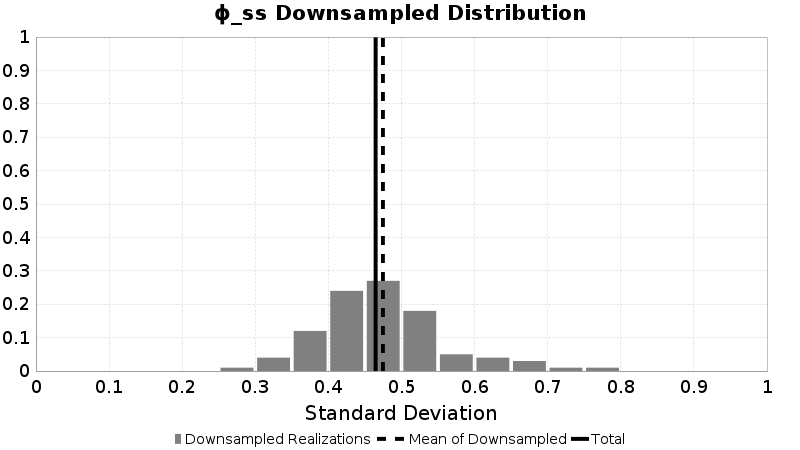 ϕ_ss Downsampled Distribution
1
0.9
0.8
0.7
0.6
0.5
0.4
0.3
0.2
0.1
0
0 0.1 0.2 0.3 0.4 0.5 0.6 0.7 0.8 0.9 1
Standard Deviation
Downsampled Realizations Mean of Downsampled Total